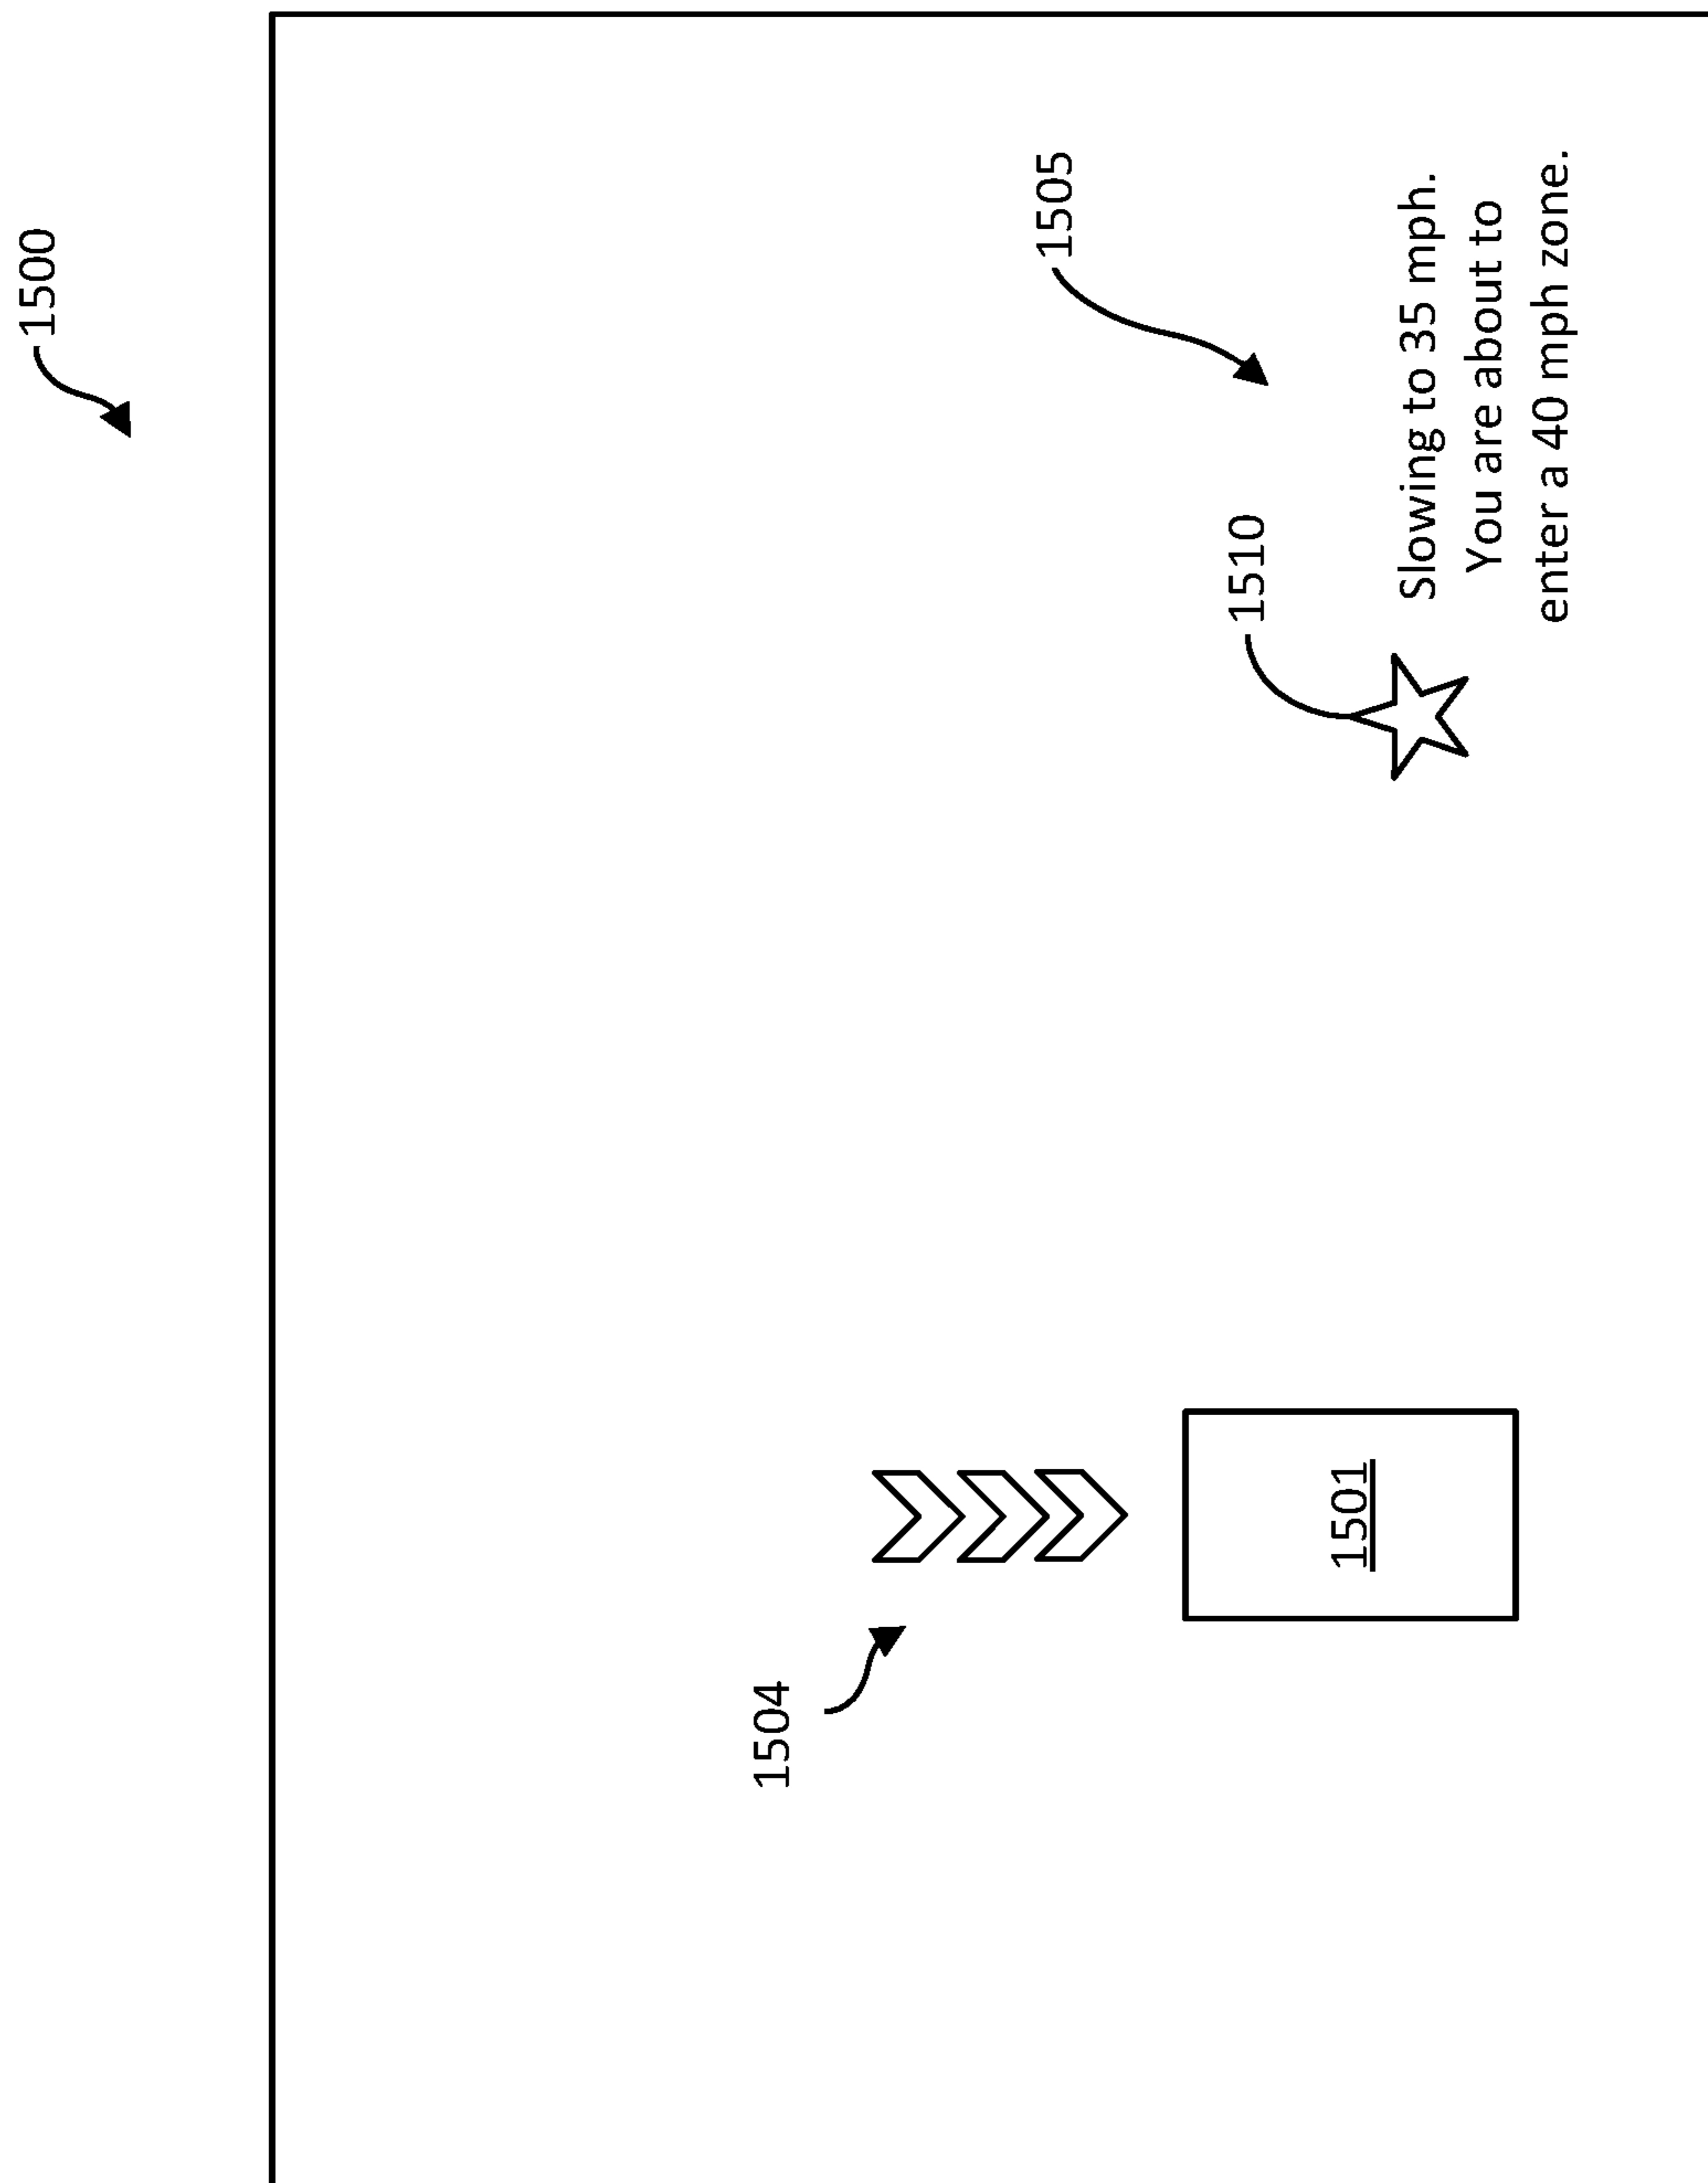 1500
1505
1510
Slowing to 35 mph.
You are about to
enter a 40 mph zone.
1504
1501